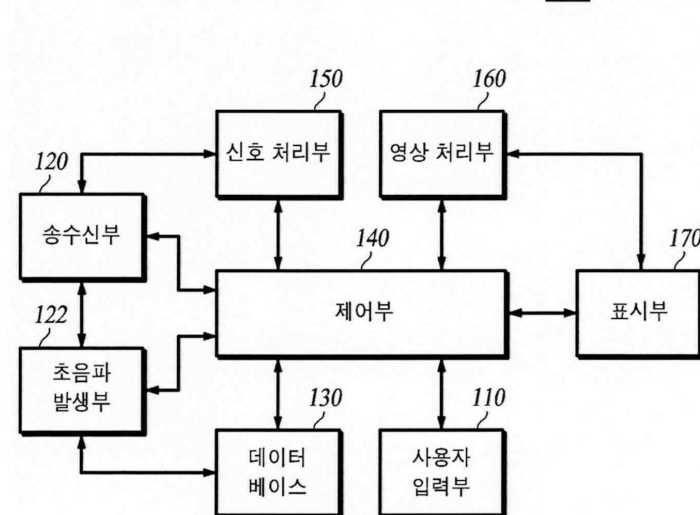 150
160
신호 처리부
영상 처리부
120
송수신부
140
170
제어부
표시부
122
초음파
발생부
130
110
데이터
베이스
사용자
입력부